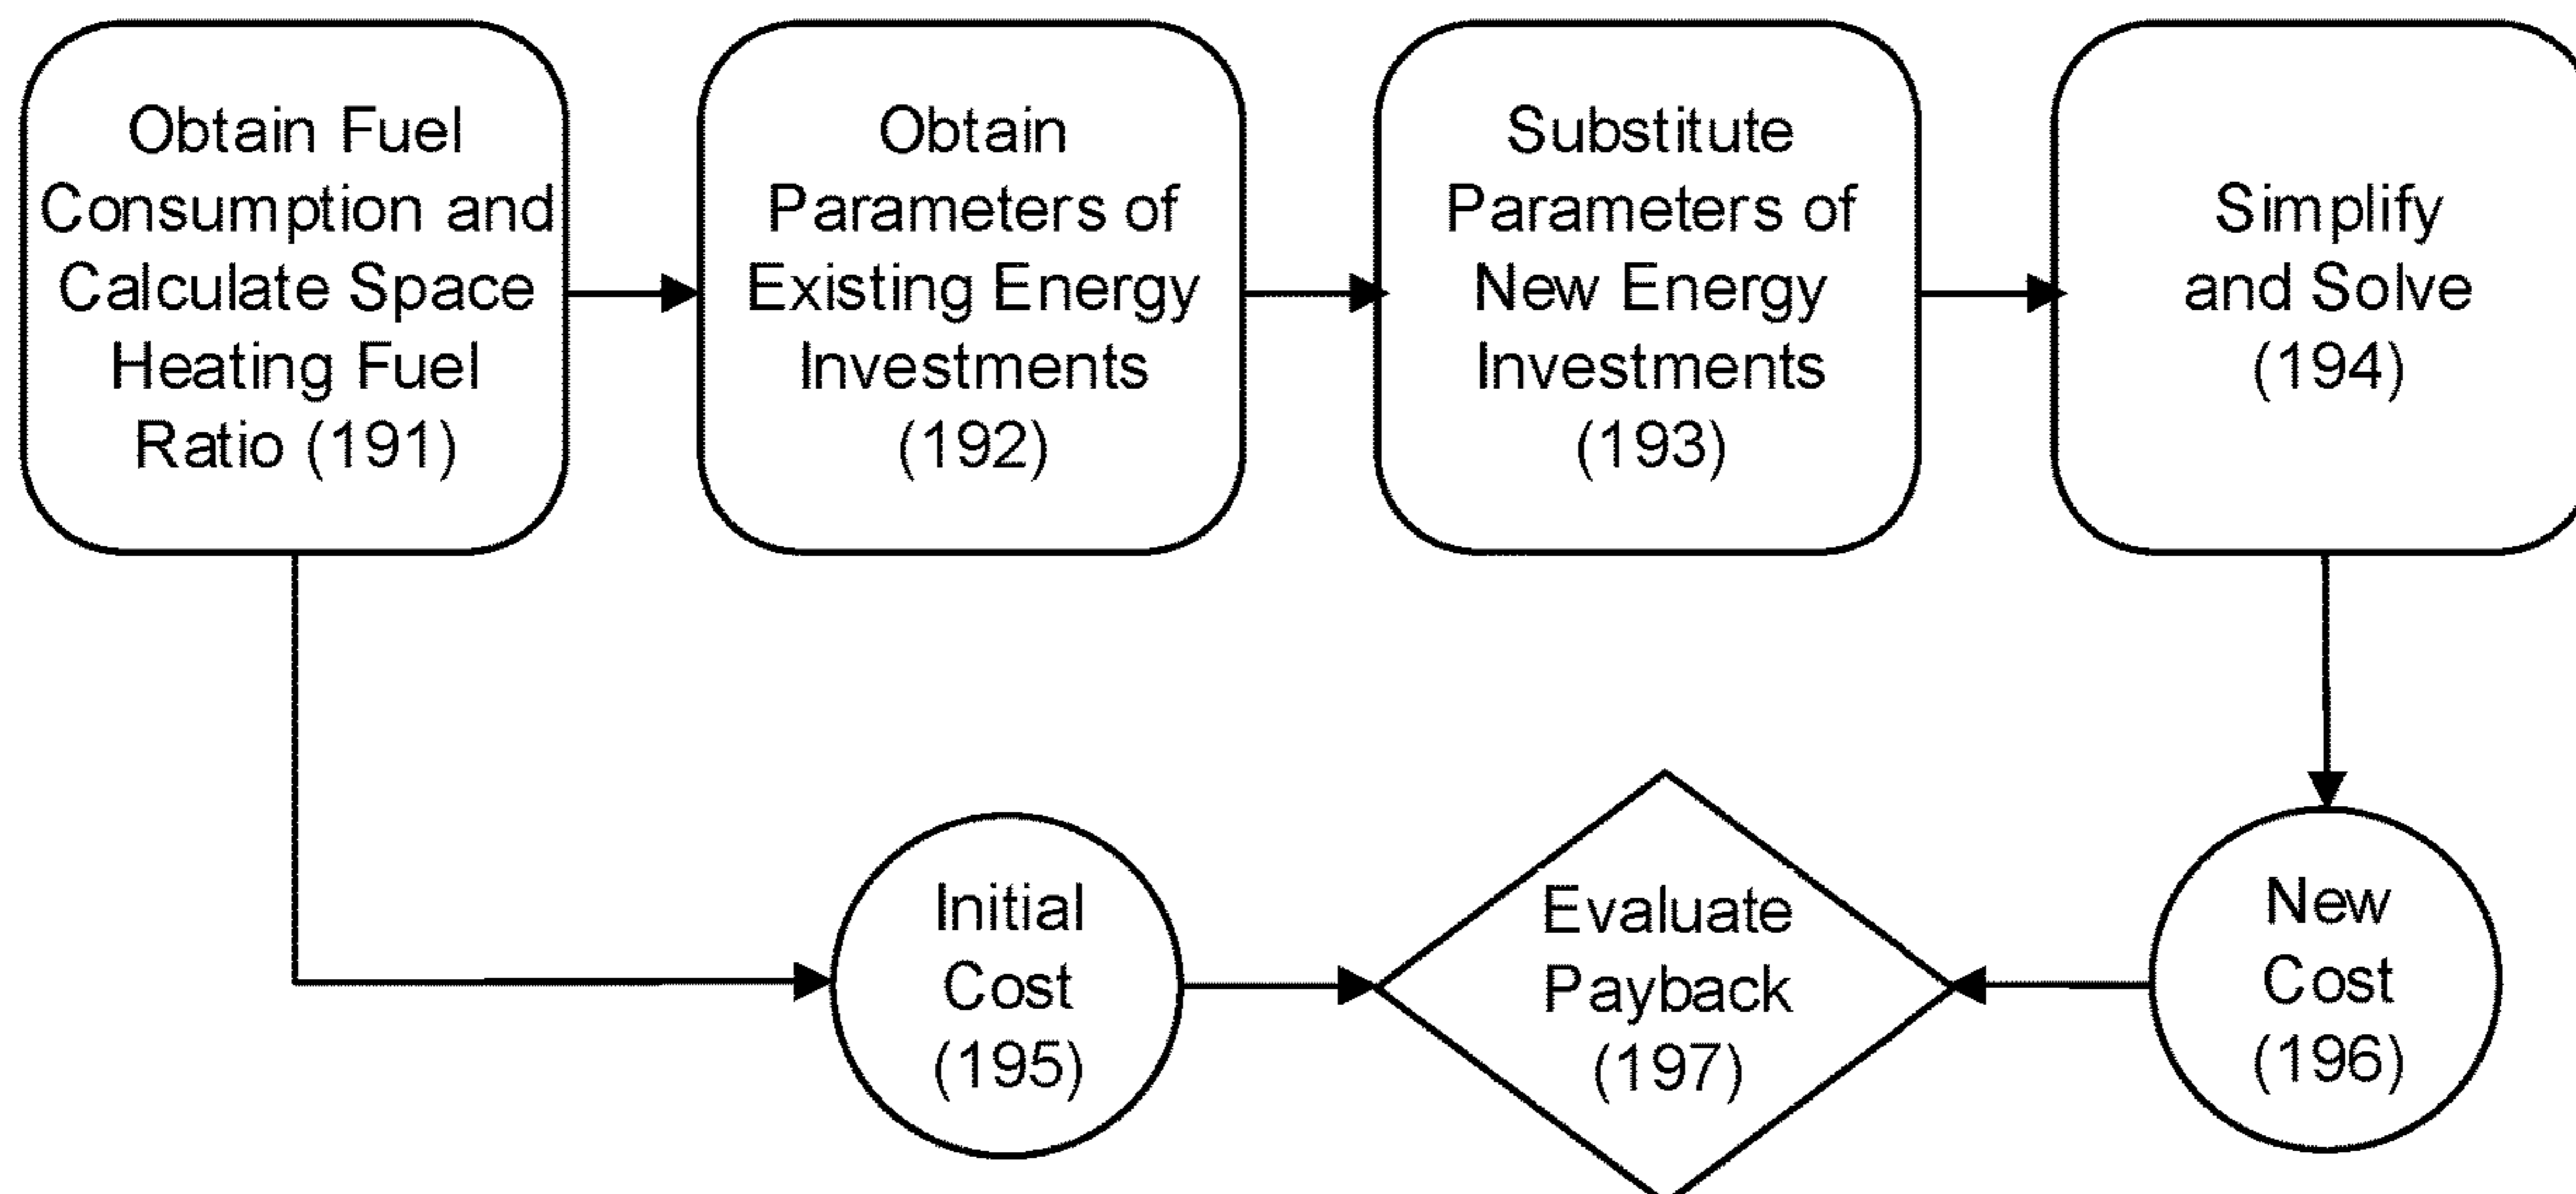 Obtain Fuel
Consumption and
Calculate Space
Heating Fuel
Ratio (191)
Obtain
Parameters of
Existing Energy
Investments
(192)
Substitute
Parameters of
New Energy
Investments
(193)
Simplify
and Solve
(194)
Initial
Cost
(195)
Evaluate
Payback
(197)
New
Cost
(196)